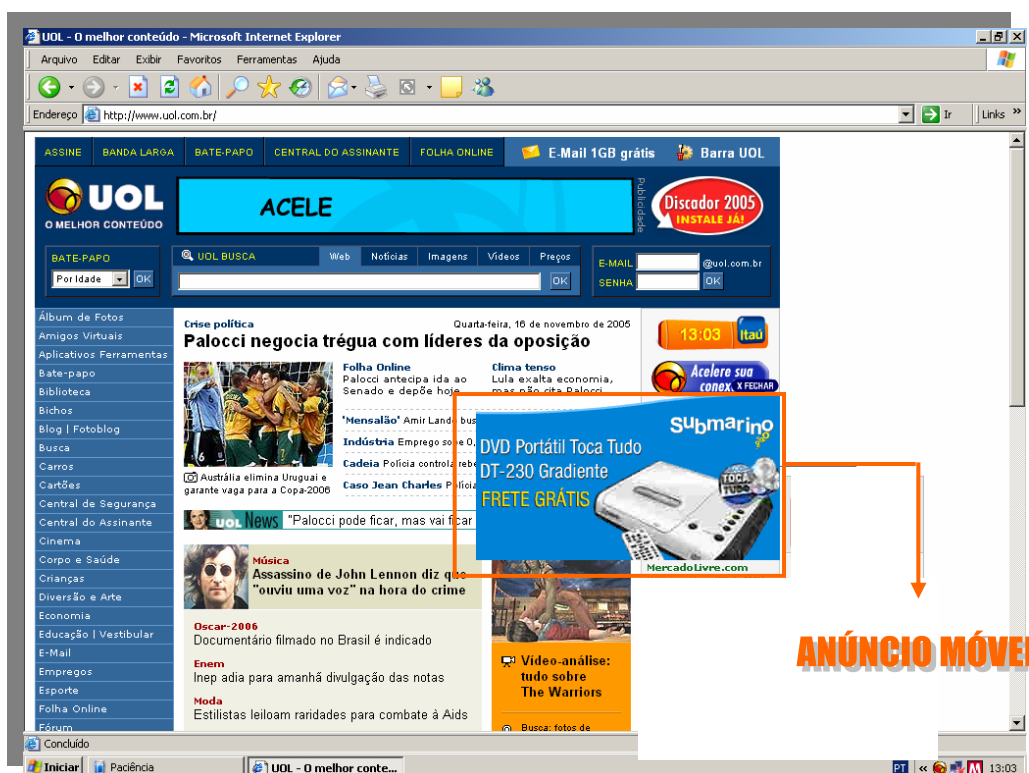 UOL - O melhor conteúdo - Microsoft Internet Explorer
Arquivo Editar Exibir Favoritos Ferramentas Ajuda
Endereço http://www.uol.com.br/ Ir Links »
ASSINE BANDA LARGA BATE-PAPO CENTRAL DO ASSINANTE FOLHA ONLINE E-Mail 1GB grátis Barra UOL
UOL
O MELHOR CONTEÚDO
ACELE
Publicidade
Discador 2005
INSTALE JÁ!
BATE-PAPO
Por Idade OK
UOL BUSCA Web Notícias Imagens Vídeos Preços
OK
E-MAIL @uol.com.br
SENHA OK
Álbum de Fotos
Amigos Virtuais
Aplicativos Ferramentas
Bate-papo
Biblioteca
Bichos
Blog | Fotoblog
Busca
Carros
Cartões
Central de Segurança
Central do Assinante
Cinema
Corpo e Saúde
Crianças
Diversão e Arte
Economia
Educação | Vestibular
E-Mail
Empregos
Esporte
Folha Online
Fórum
Crise política Quarta-feira, 16 de novembro de 2005
Palocci negocia trégua com líderes da oposição
Folha Online
Palocci antecipa ida ao
Senado e depõe hoje
Clima tenso
Lula exalta economia,
mas não cita Palocci
'Mensalão' Amir Lando bus
Indústria Emprego sobe 0,
Cadeia Polícia controla rebe
Caso Jean Charles Polícia
Austrália elimina Uruguai e
garante vaga para a Copa-2006
UOL News "Palocci pode ficar, mas vai ficar
Música
Assassino de John Lennon diz que
"ouviu uma voz" na hora do crime
Oscar-2006
Documentário filmado no Brasil é indicado
Enem
Inep adia para amanhã divulgação das notas
Moda
Estilistas leiloam raridades para combate à Aids
13:03 Itaú
Acelere sua
conex
X FECHAR
Submarino
DVD Portátil Toca Tudo
DT-230 Gradiente
FRETE GRÁTIS
TOCA
TUDO
MercadoLivre.com
Vídeo-análise:
tudo sobre
The Warriors
Busca: fotos de
ANÚNCIO MÓVE
Concluído
Iniciar Paciência UOL - O melhor conte... PT « 13:03